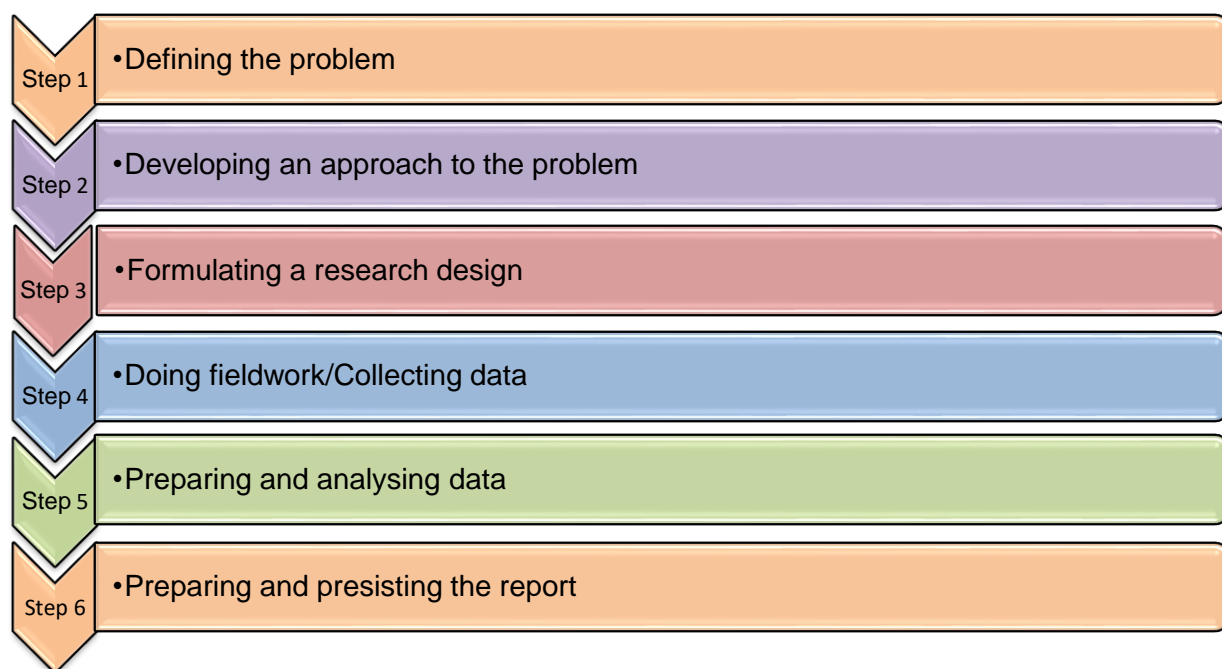 Step 1
•Defining the problem
Step 2
•Developing an approach to the problem
Step 3
•Formulating a research design
Step 4
•Doing fieldwork/Collecting data
Step 5
•Preparing and analysing data
Step 6
•Preparing and presisting the report